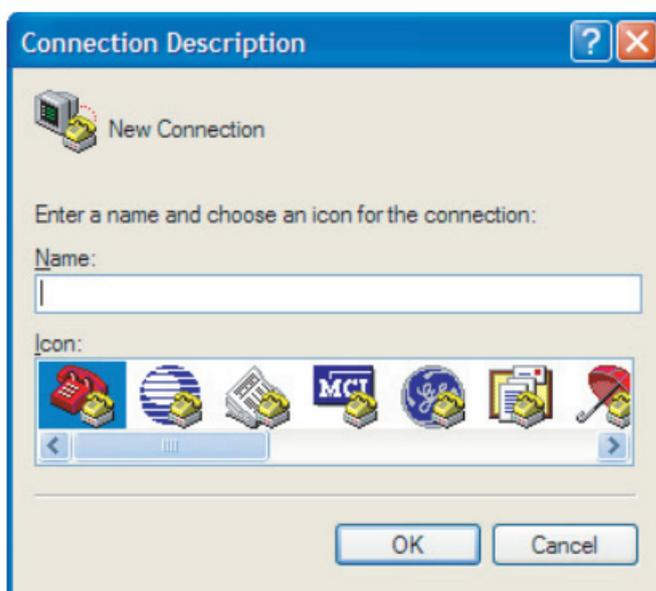 Connection Description
New Connection
Enter a name and choose an icon for the connection:
Name:
Icon:
MCI
OK
Cancel